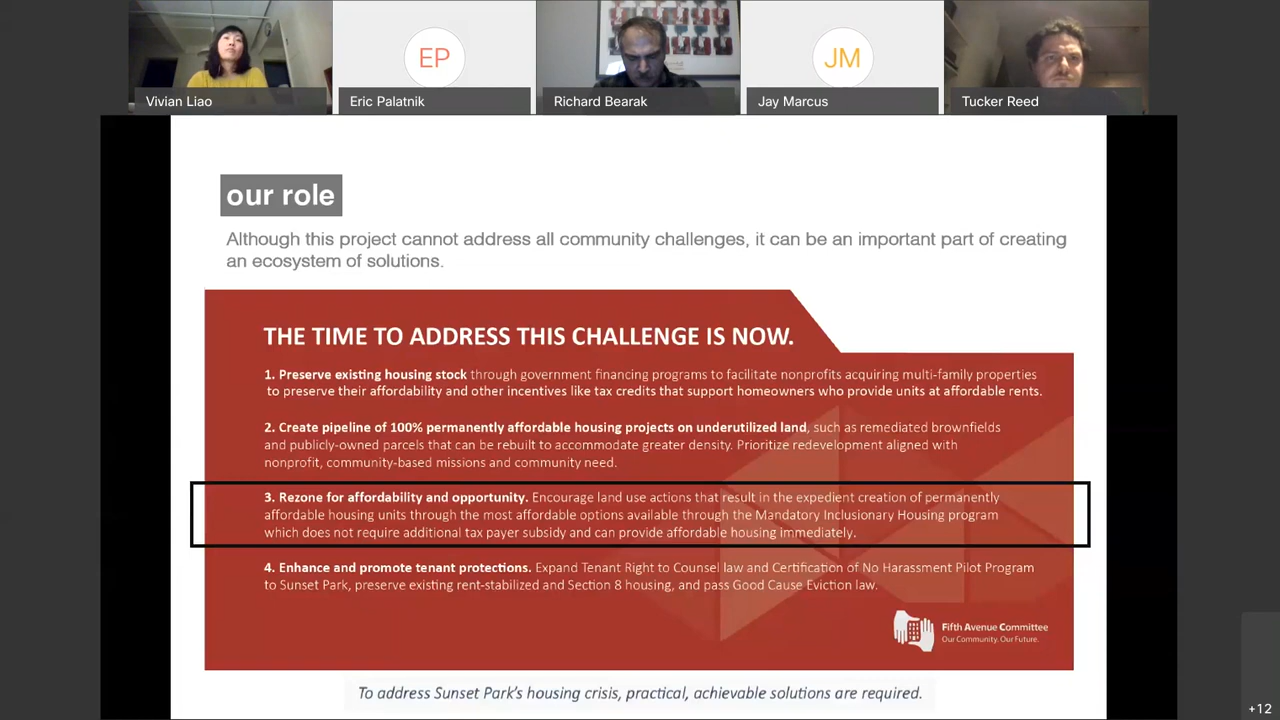 EP
JM
Vivian Liao
Eric Palatnik
Richard Bearak
Jay Marcus
Tucker Reed
our role
Although this project cannot address all community challenges, it can be an important part of creating
an ecosystem of solutions.
THE TIME TO ADDRESS THIS CHALLENGE IS NOW.
1. Preserve existing housing stock through government financing programs to facilitate nonprofits acquiring multi-family properties
to preserve their affordability and other incentives like tax credits that support homeowners who provide units at affordable rents.
2. Create pipeline of 100% permanently affordable housing projects on underutilized land, such as remediated brownfields
and publicly-owned parcels that can be rebuilt to accommodate greater density. Prioritize redevelopment aligned with
nonprofit, community-based missions and community need.
3. Rezone for affordability and opportunity. Encourage land use actions that result in the expedient creation of permanently
affordable housing units through the most affordable options available through the Mandatory Inclusionary Housing program
which does not require additional tax payer subsidy and can provide affordable housing immediately.
4. Enhance and promote tenant protections. Expand Tenant Right to Counsel law and Certification of No Harassment Pilot Program
to Sunset Park, preserve existing rent-stabilized and Section 8 housing, and pass Good Cause Eviction law.
Fifth Avenue Committee
Our Community. Our Future.
To address Sunset Park's housing crisis, practical, achievable solutions are required.
+12